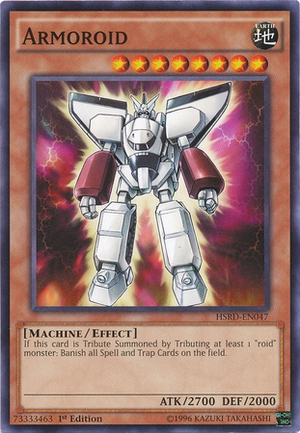 ARMOROID
EARTH
地
HSRD-EN047
[MACHINE/EFFECT]
If this card is Tribute Summoned by Tributing at least 1 "roid"
monster: Banish all Spell and Trap Cards on the field.
ATK/2700 DEF/2000
73333463 1st Edition ©1996 KAZUKI TAKAHASHI